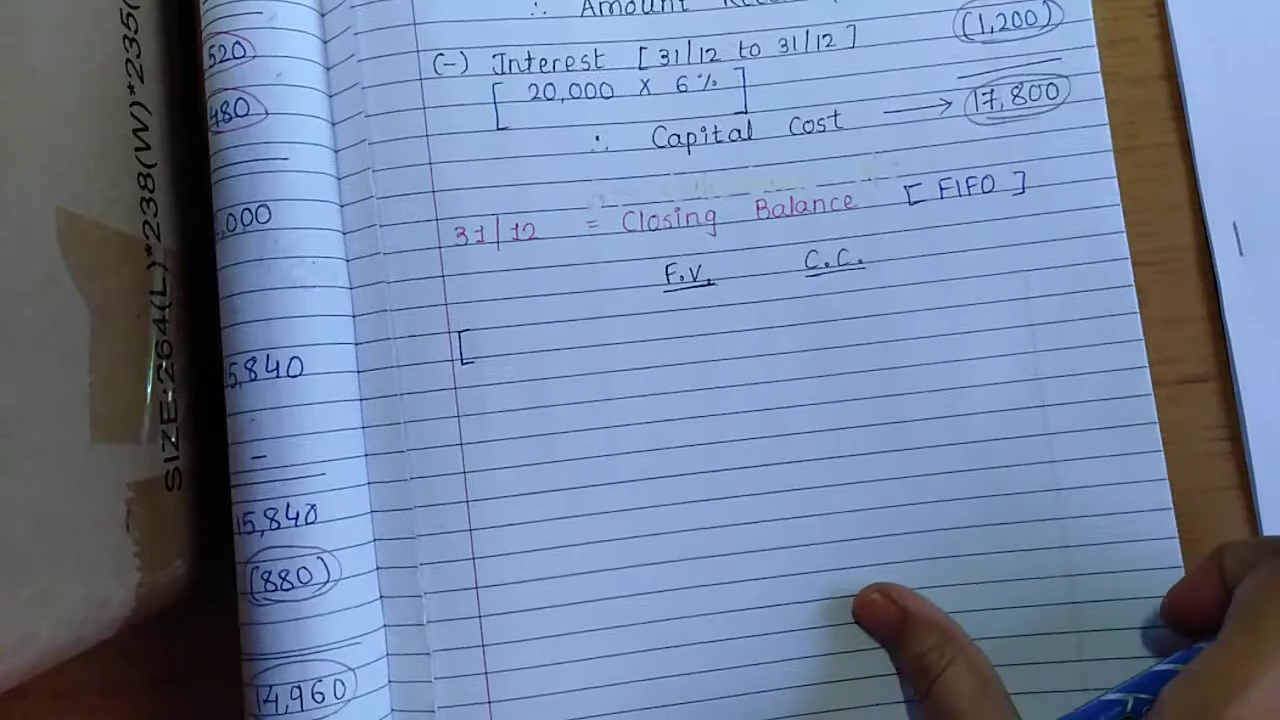 SIZE:264(L)*238(W)*235(
520
480
,000
5,840
-
15,840
(880)
14,960
∴ Amount
(1,200)
(-) Interest [31/12 to 31/12]
[20,000 x 6%]
∴ Capital Cost → 17,800
31/12 = Closing Balance [FIFO]
F.V. C.C.
[